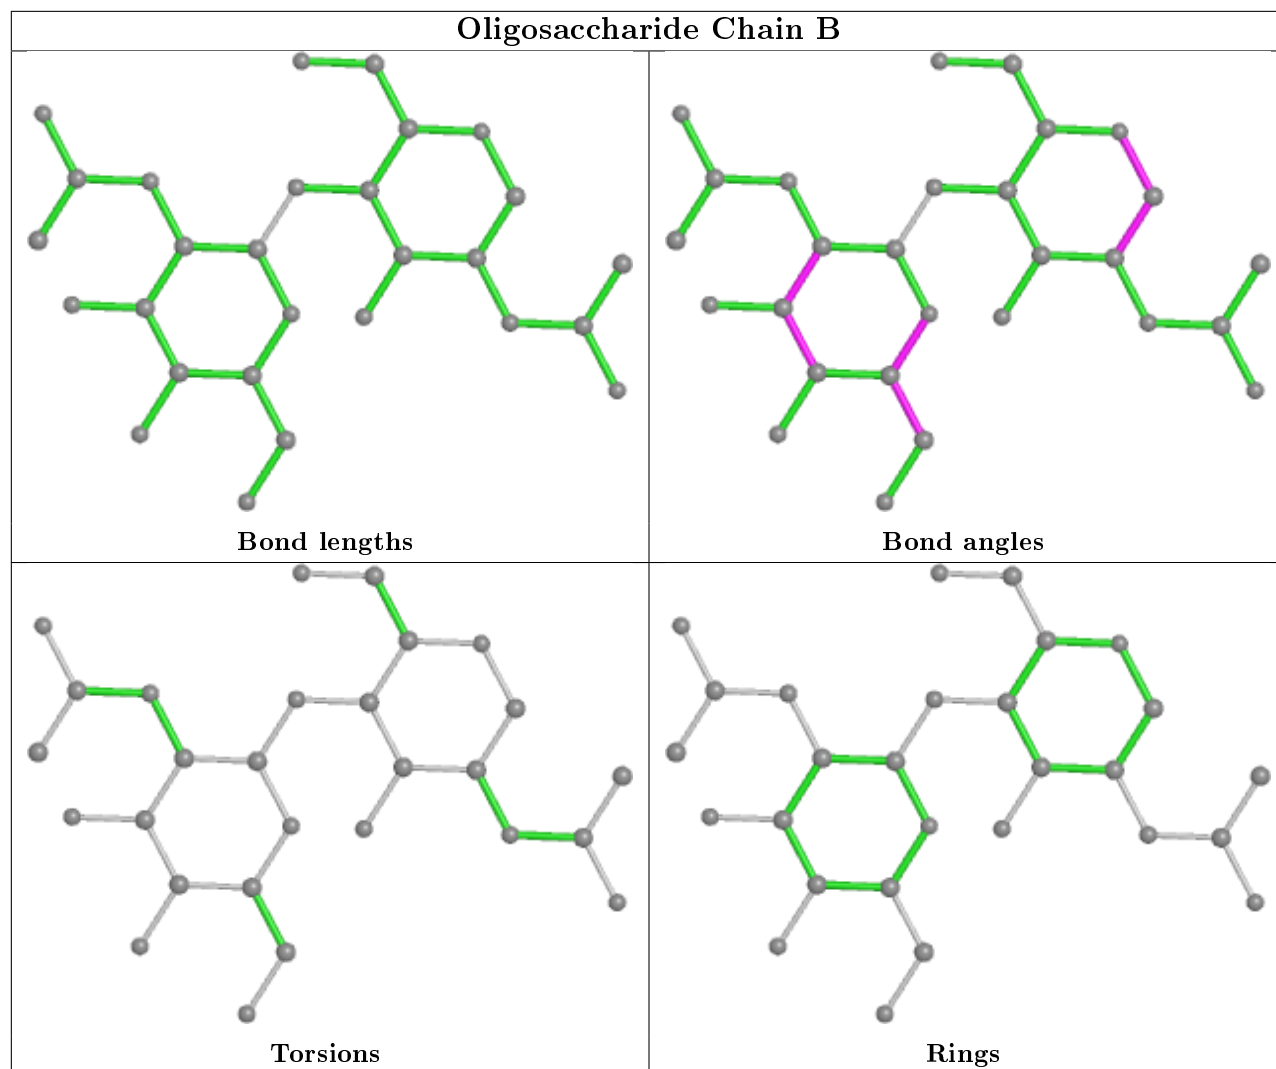 Oligosaccharide Chain B
Bond lengths
Bond angles
Torsions
Rings